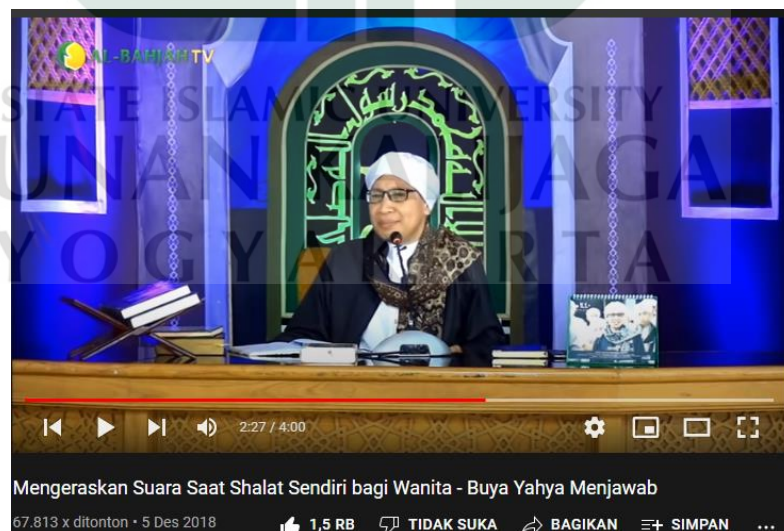 AL-BAHJAH TV
STATE ISLAMIC UNIVERSITY
SUNAN KALIJAGA
YOGYAKARTA
2:27 / 4:00
Mengeraskan Suara Saat Shalat Sendiri bagi Wanita - Buya Yahya Menjawab
67.813 x ditonton • 5 Des 2018 1,5 RB TIDAK SUKA BAGIKAN SIMPAN ...